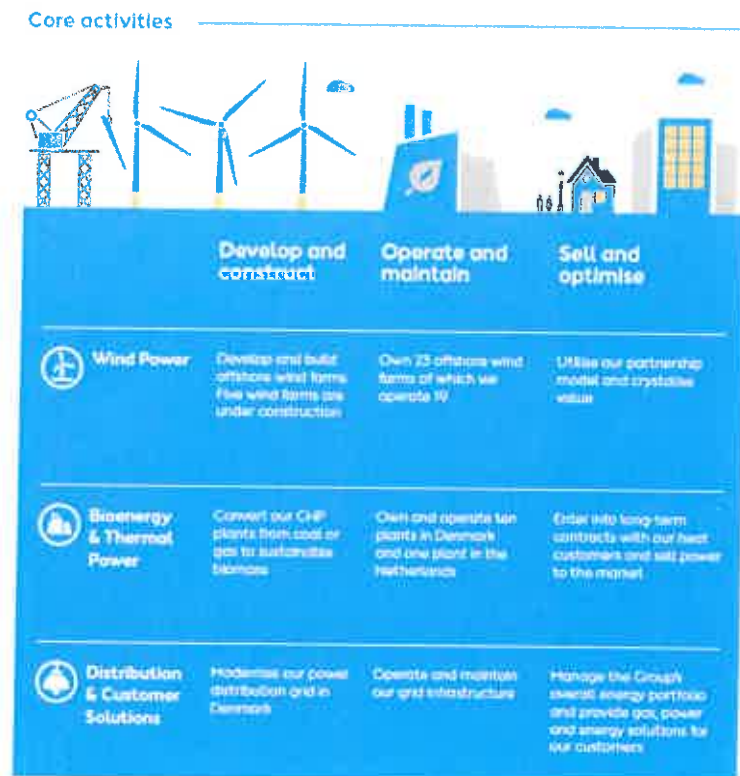 Core activities
Develop and
construct
Operate and
maintain
Sell and
optimise
Wind Power
Develop and build
offshore wind farms
Five wind farms are
under construction
Own 23 offshore wind
farms of which we
operate 19
Utilise our partnership
model and crystallise
value
Bioenergy
& Thermal
Power
Convert our CHP
plants from coal or
gas to sustainable
biomass
Own and operate ten
plants in Denmark
and one plant in the
Netherlands
Enter into long-term
contracts with our heat
customers and sell power
to the market
Distribution
& Customer
Solutions
Modernise our power
distribution grid in
Denmark
Operate and maintain
our grid infrastructure
Manage the Group's
overall energy portfolio
and provide gas, power
and energy solutions for
our customers